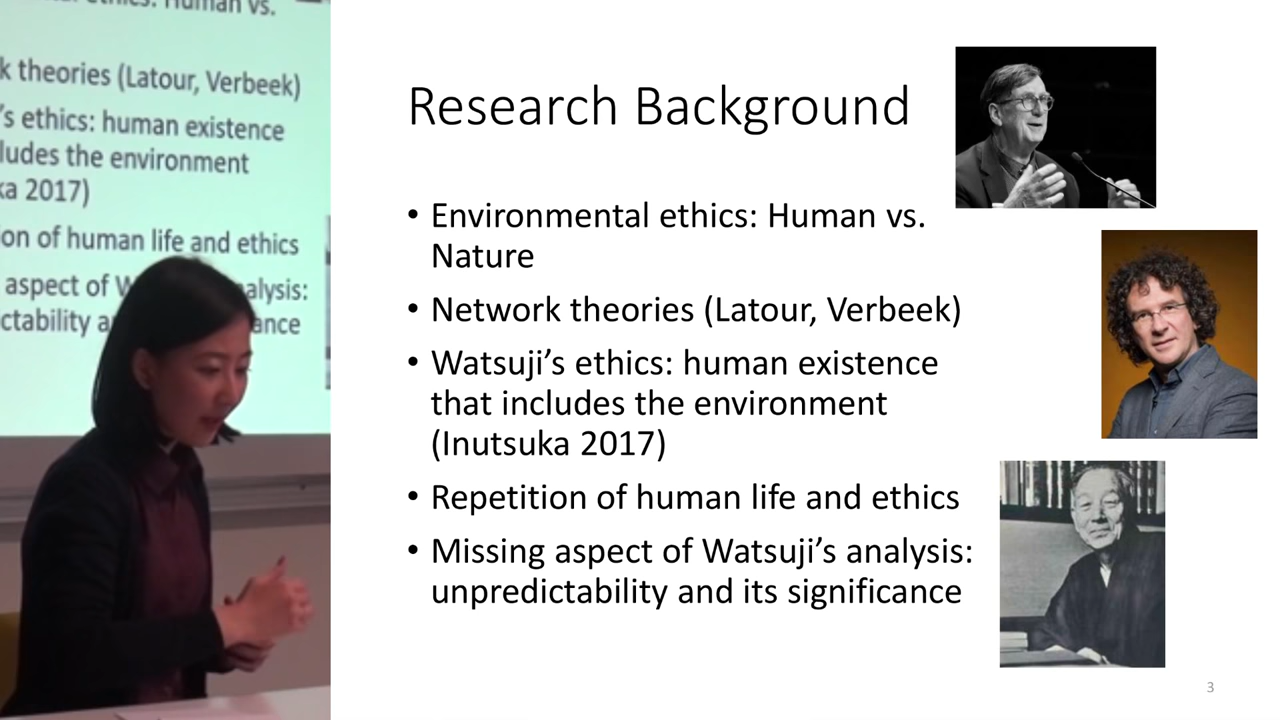 k theories (Latour, Verbeek)
's ethics: human existence
ludes the environment
ka 2017)
on of human life and ethics
aspect of
alysis:
ctability
ance
Research Background
• Environmental ethics: Human vs.
Nature
• Network theories (Latour, Verbeek)
• Watsuji's ethics: human existence
that includes the environment
(Inutsuka 2017)
• Repetition of human life and ethics
• Missing aspect of Watsuji's analysis:
unpredictability and its significance
3